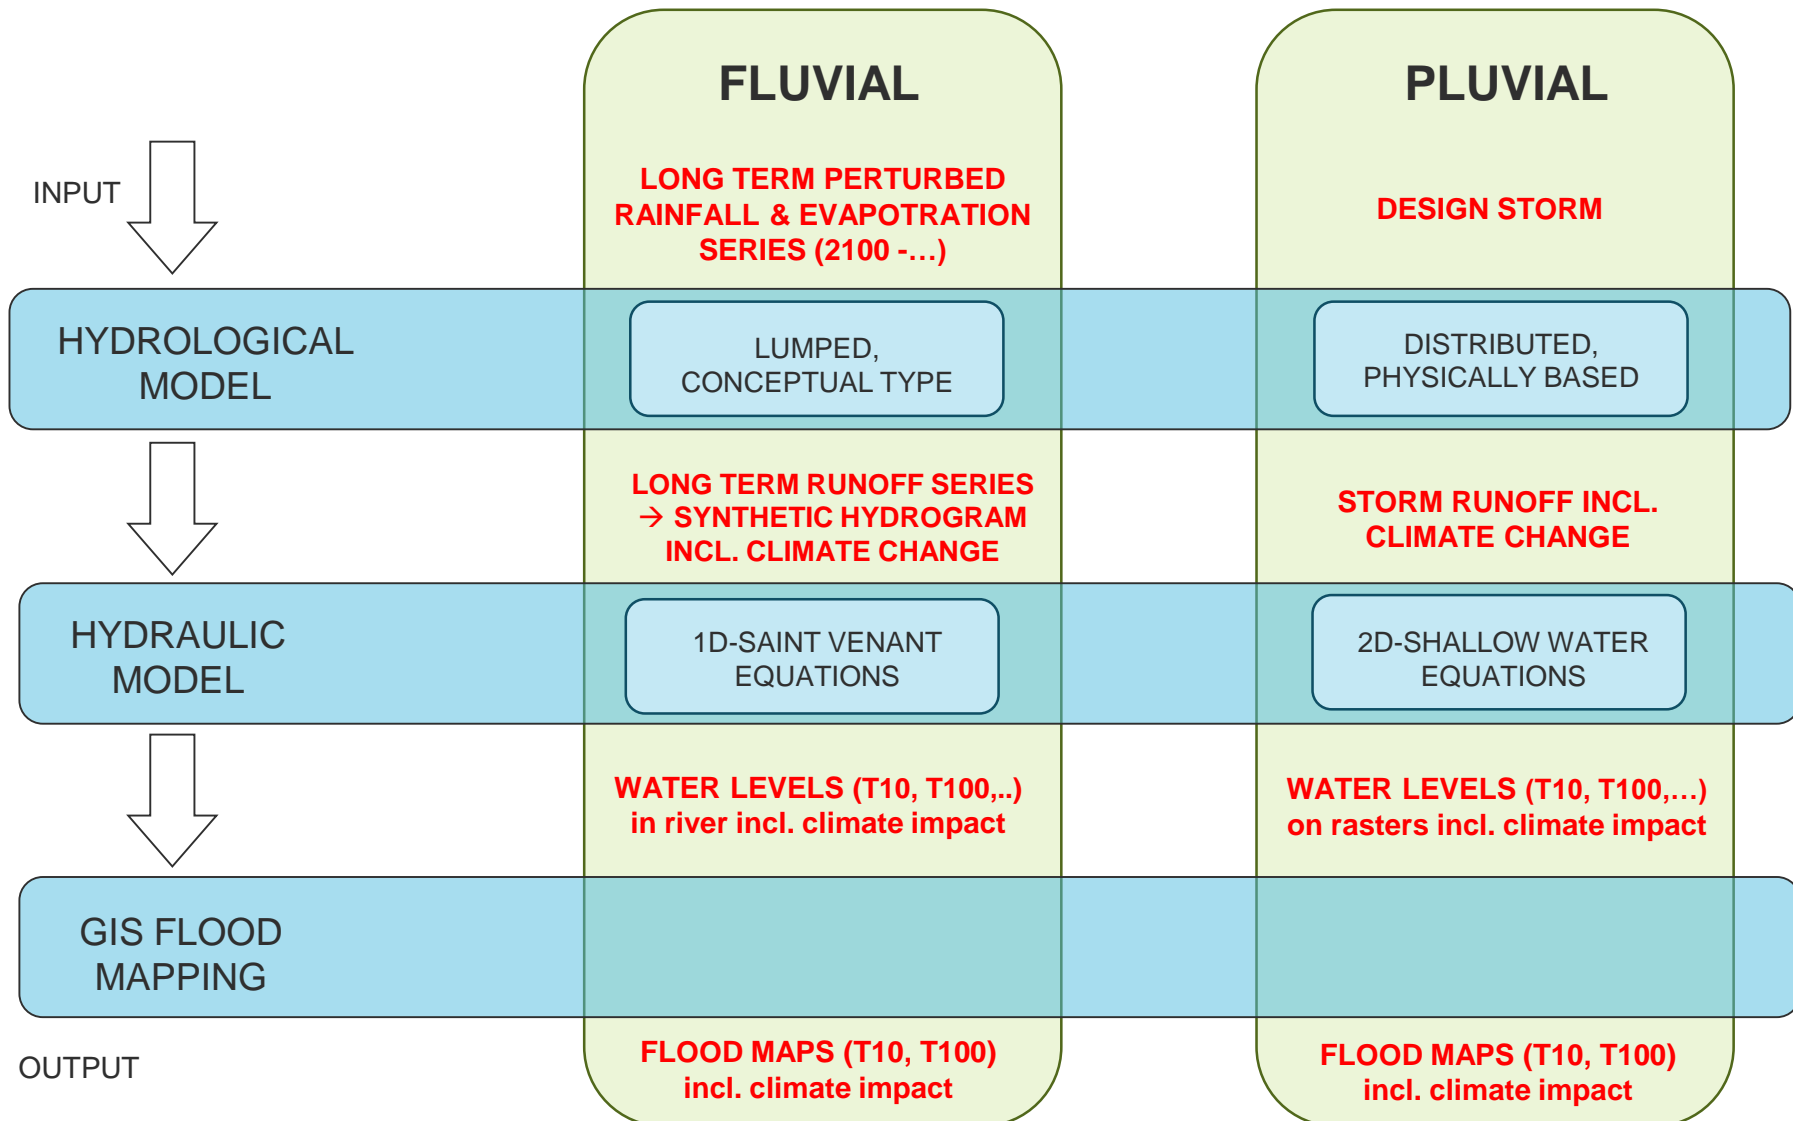 FLUVIAL
PLUVIAL
INPUT
LONG TERM PERTURBED
RAINFALL & EVAPOTRATION
SERIES (2100 -...)
DESIGN STORM
HYDROLOGICAL
MODEL
LUMPED,
CONCEPTUAL TYPE
DISTRIBUTED,
PHYSICALLY BASED
LONG TERM RUNOFF SERIES
→ SYNTHETIC HYDROGRAM
INCL. CLIMATE CHANGE
STORM RUNOFF INCL.
CLIMATE CHANGE
HYDRAULIC
MODEL
1D-SAINT VENANT
EQUATIONS
2D-SHALLOW WATER
EQUATIONS
WATER LEVELS (T10, T100,..)
in river incl. climate impact
WATER LEVELS (T10, T100,...)
on rasters incl. climate impact
GIS FLOOD
MAPPING
OUTPUT
FLOOD MAPS (T10, T100)
incl. climate impact
FLOOD MAPS (T10, T100)
incl. climate impact